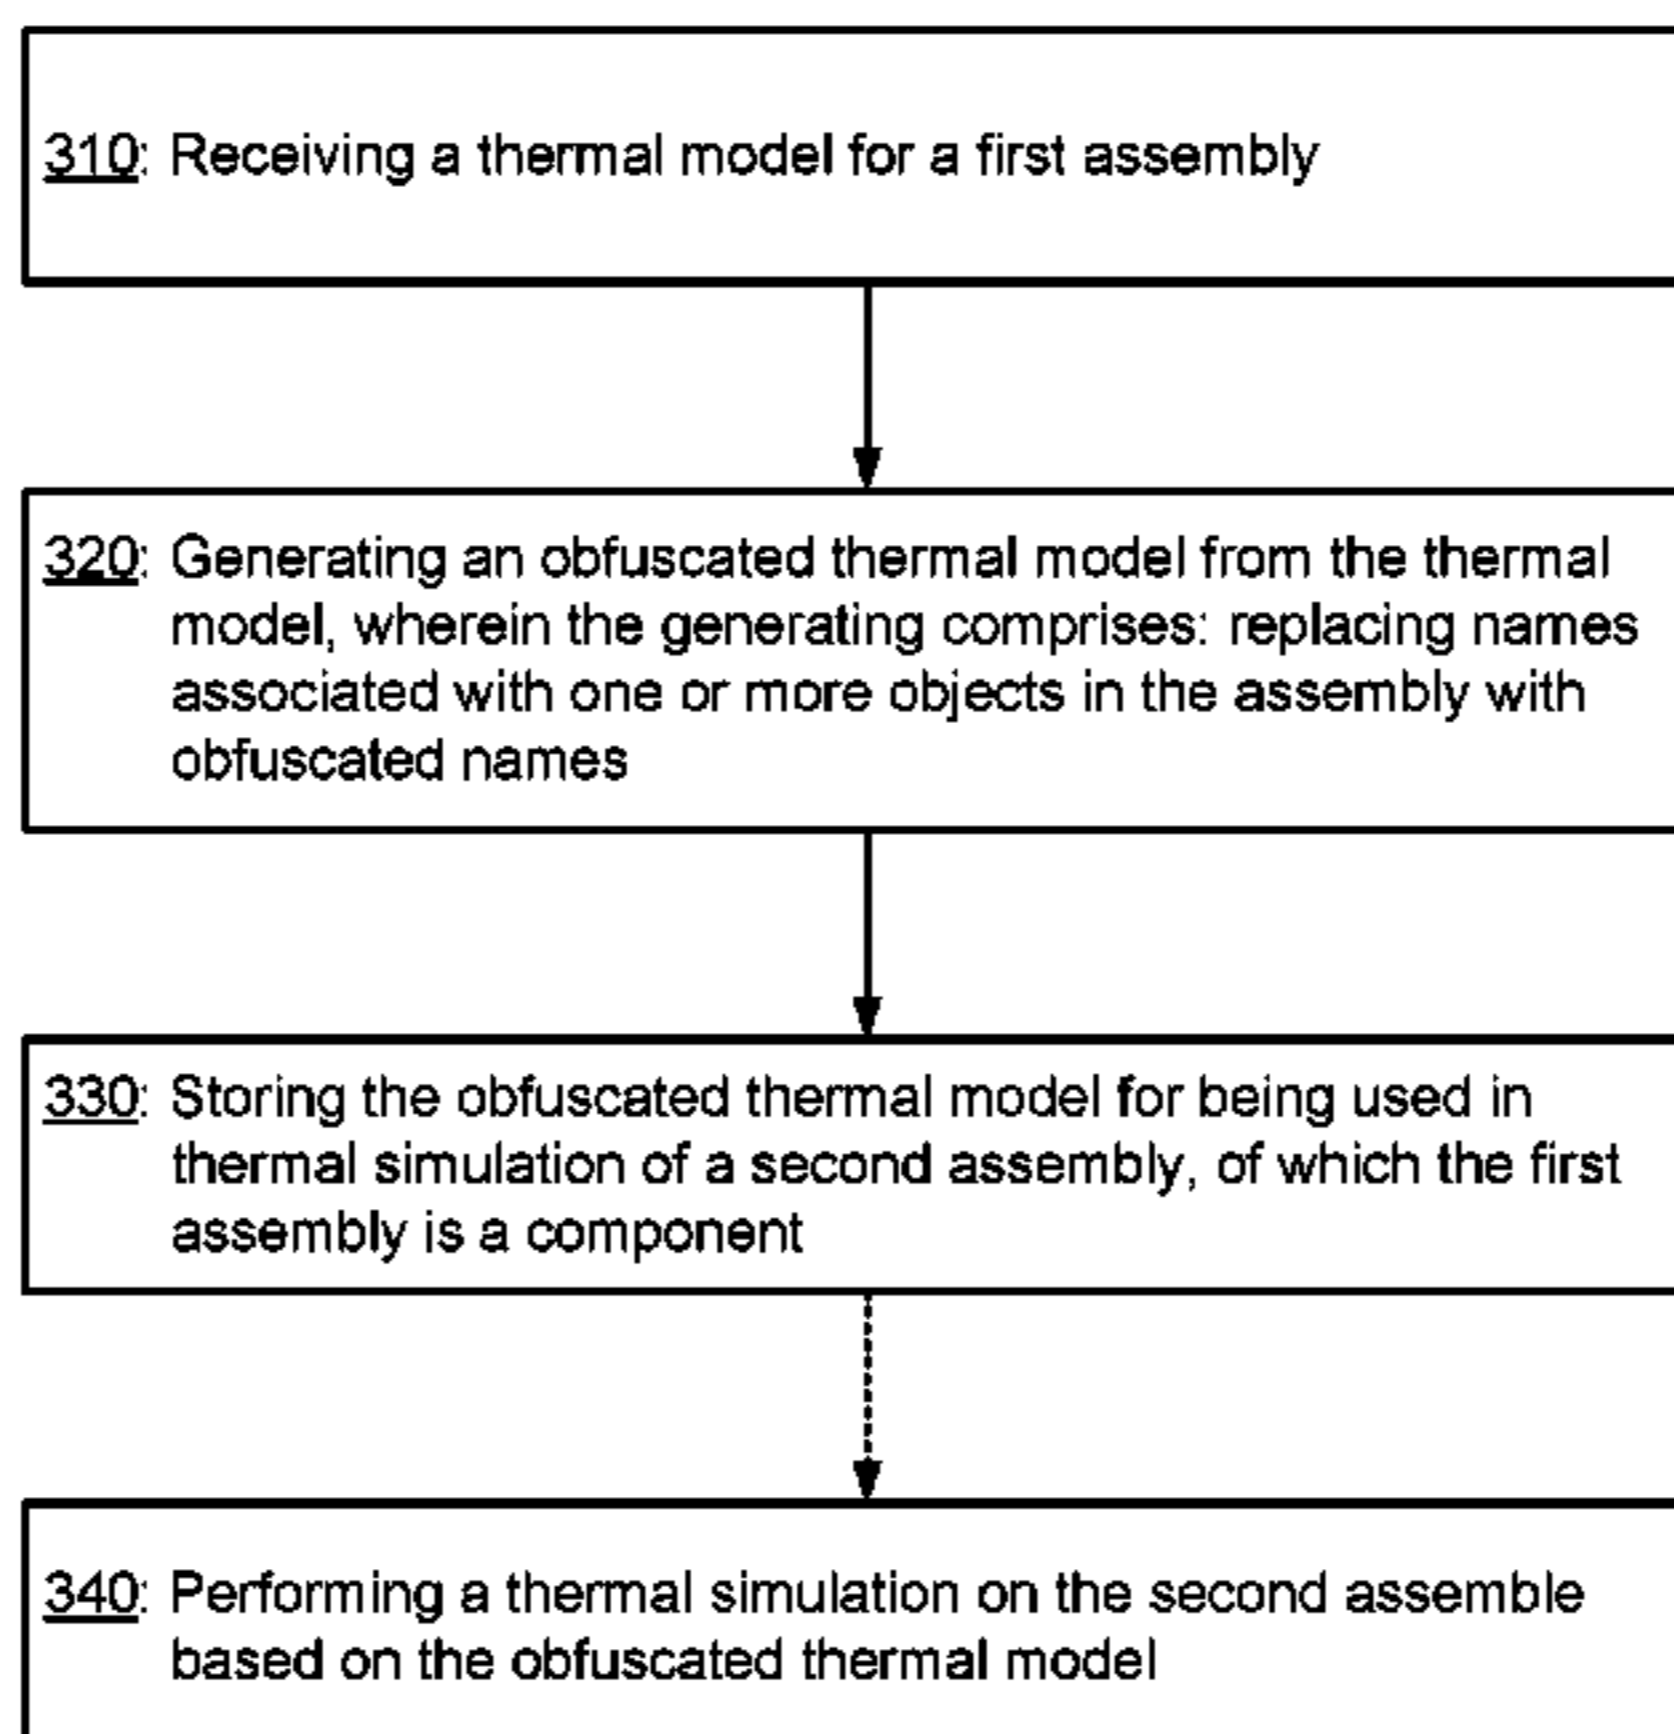 310: Receiving a thermal model for a first assembly
320: Generating an obfuscated thermal model from the thermal
model, wherein the generating comprises: replacing names
associated with one or more objects in the assembly with
obfuscated names
330: Storing the obfuscated thermal model for being used in
thermal simulation of a second assembly, of which the first
assembly is a component
340: Performing a thermal simulation on the second assemble
based on the obfuscated thermal model